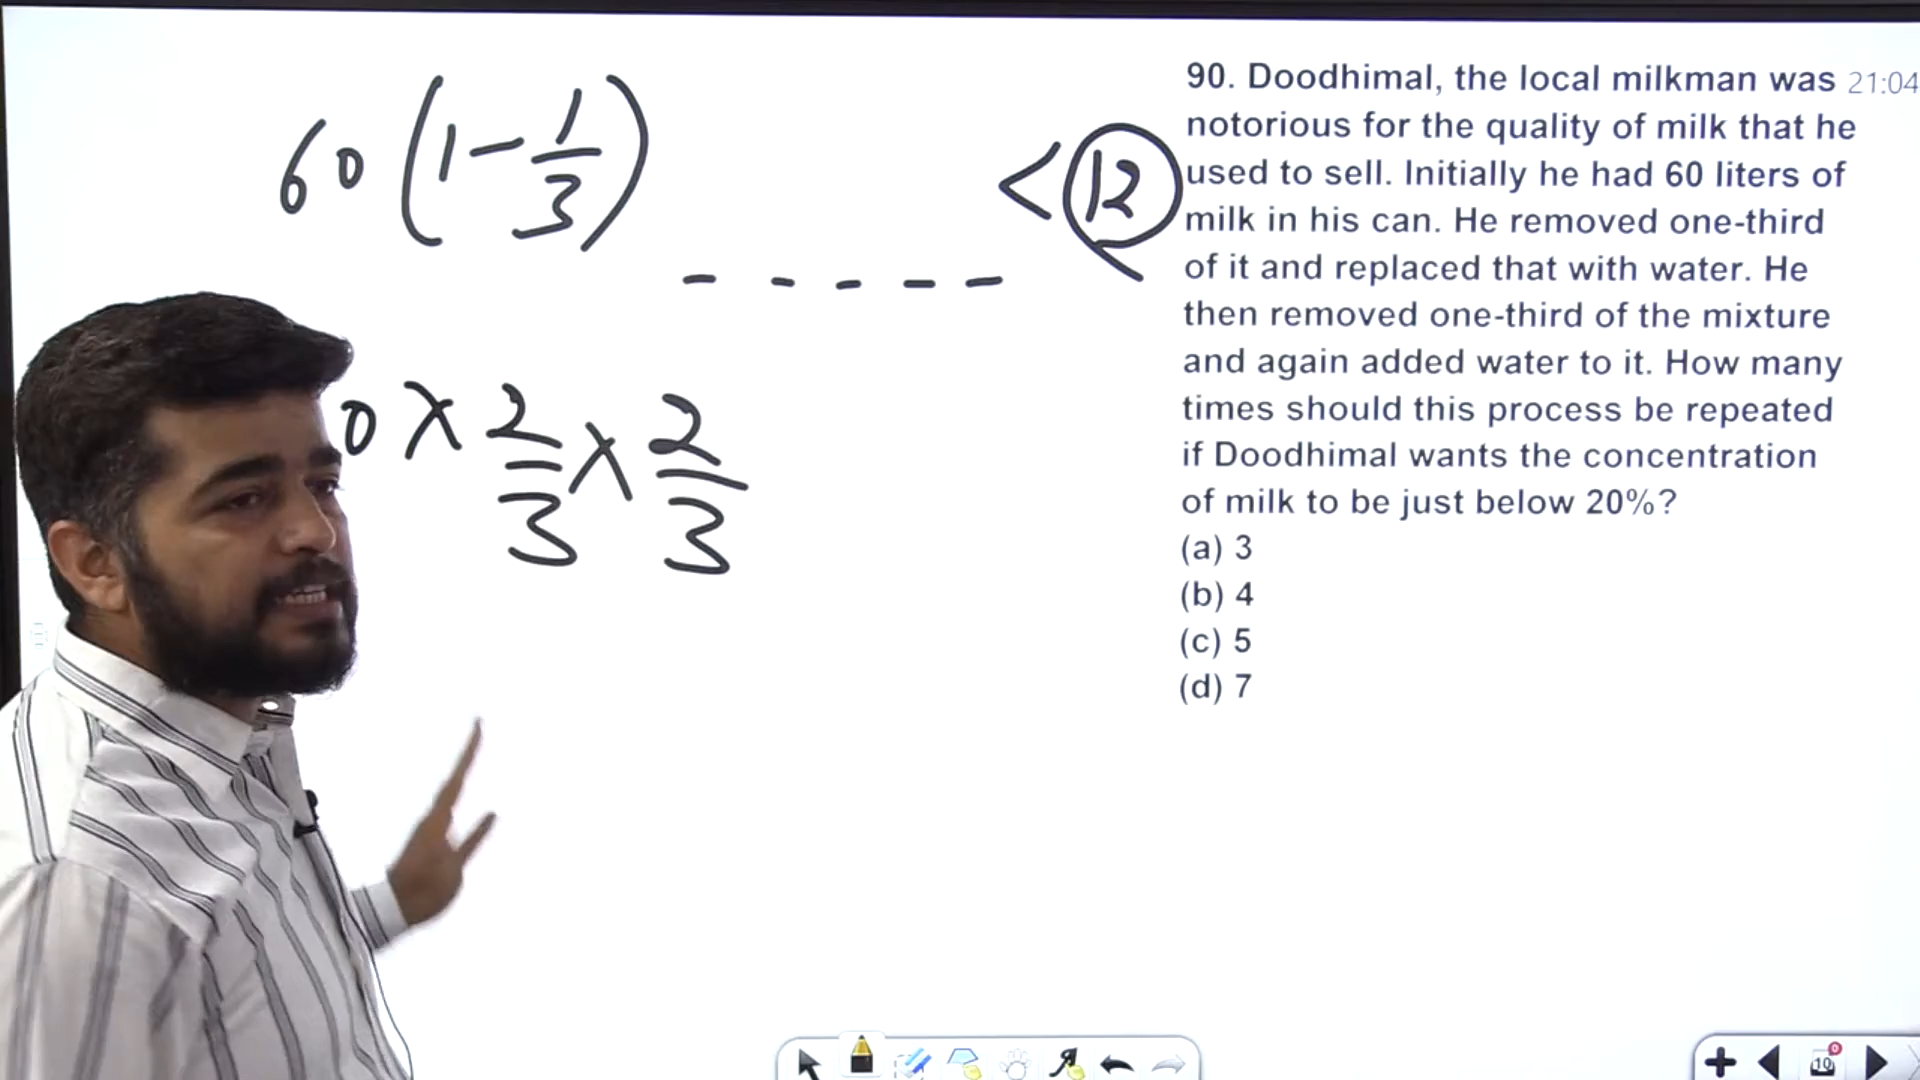 60 (1 - 1/3)
< 12
- - - - -
0 × 2/3 × 2/3
90. Doodhimal, the local milkman was
21:04
notorious for the quality of milk that he
used to sell. Initially he had 60 liters of
milk in his can. He removed one-third
of it and replaced that with water. He
then removed one-third of the mixture
and again added water to it. How many
times should this process be repeated
if Doodhimal wants the concentration
of milk to be just below 20%?
(a) 3
(b) 4
(c) 5
(d) 7
10
0